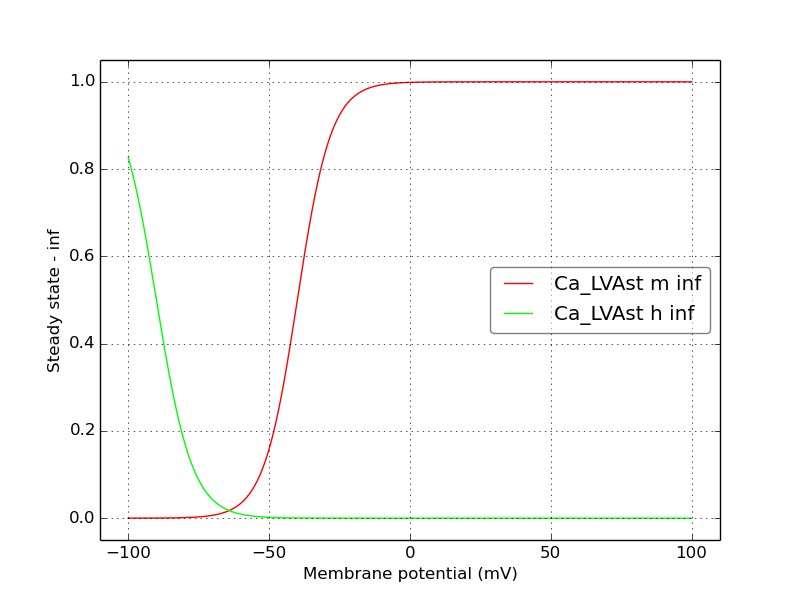 1.0
0.8
0.6
0.4
0.2
0.0
Steady state - inf
Ca_LVAst m inf
Ca_LVAst h inf
−100 −50 0 50 100
Membrane potential (mV)